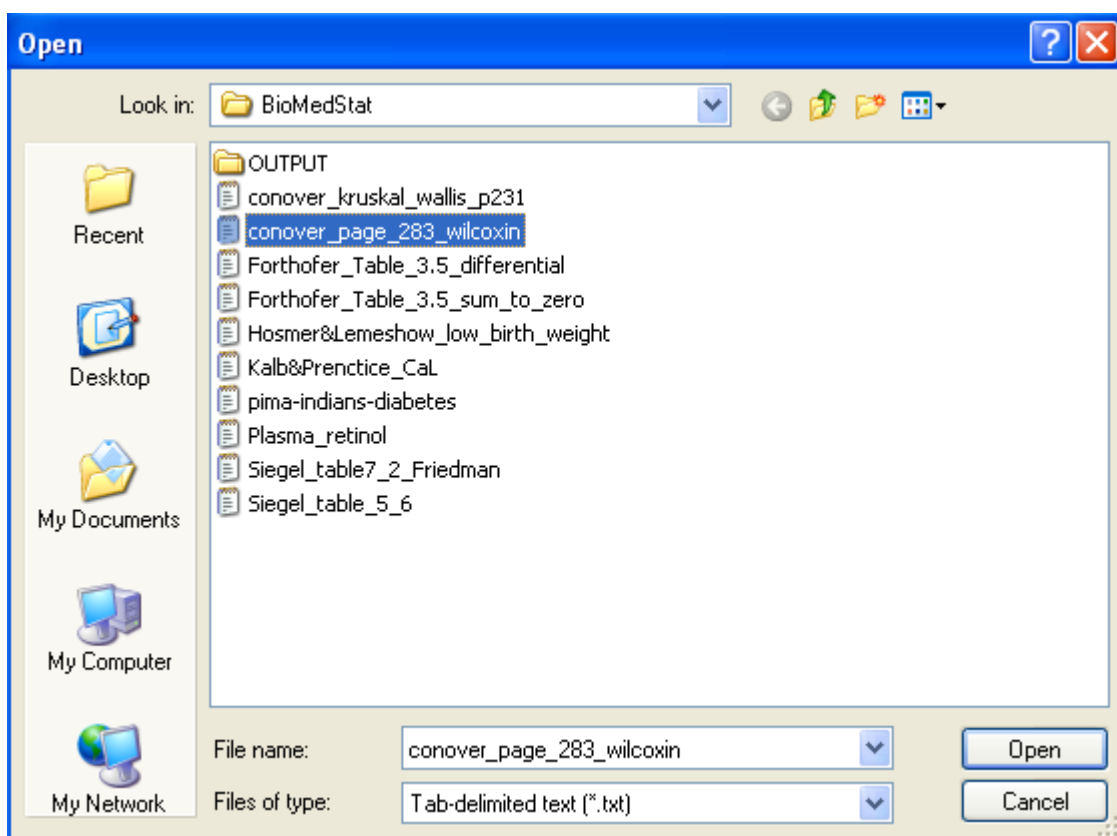 Open
Look in: BioMedStat
OUTPUT
conover_kruskal_wallis_p231
conover_page_283_wilcoxin
Forthofer_Table_3.5_differential
Forthofer_Table_3.5_sum_to_zero
Hosmer&Lemeshow_low_birth_weight
Kalb&Prenctice_CaL
pima-indians-diabetes
Plasma_retinol
Siegel_table7_2_Friedman
Siegel_table_5_6
Recent
Desktop
My Documents
My Computer
My Network
File name: conover_page_283_wilcoxin Open
Files of type: Tab-delimited text (*.txt) Cancel